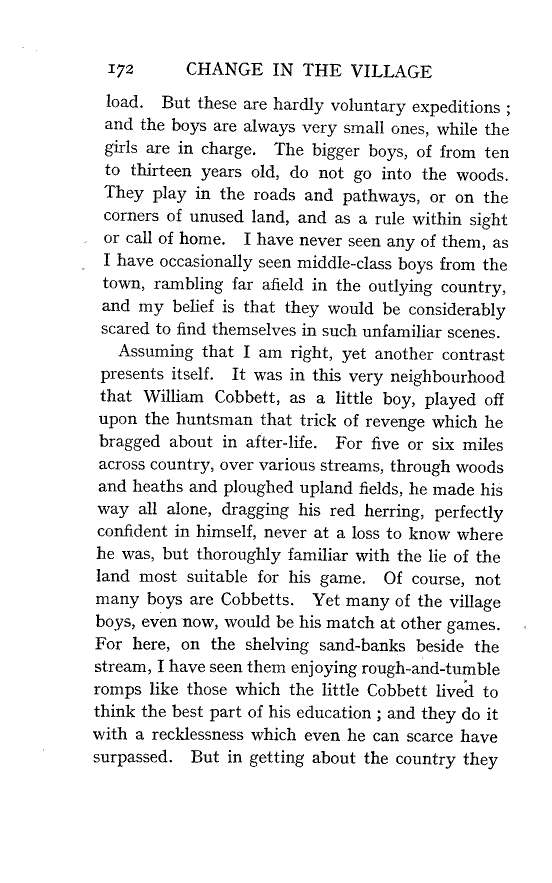 172 CHANGE IN THE VILLAGE
load. But these are hardly voluntary expeditions ;
and the boys are always very small ones, while the
girls are in charge. The bigger boys, of from ten
to thirteen years old, do not go into the woods.
They play in the roads and pathways, or on the
corners of unused land, and as a rule within sight
or call of home. I have never seen any of them, as
I have occasionally seen middle-class boys from the
town, rambling far afield in the outlying country,
and my belief is that they would be considerably
scared to find themselves in such unfamiliar scenes.
Assuming that I am right, yet another contrast
presents itself. It was in this very neighbourhood
that William Cobbett, as a little boy, played off
upon the huntsman that trick of revenge which he
bragged about in after-life. For five or six miles
across country, over various streams, through woods
and heaths and ploughed upland fields, he made his
way all alone, dragging his red herring, perfectly
confident in himself, never at a loss to know where
he was, but thoroughly familiar with the lie of the
land most suitable for his game. Of course, not
many boys are Cobbetts. Yet many of the village
boys, even now, would be his match at other games.
For here, on the shelving sand-banks beside the
stream, I have seen them enjoying rough-and-tumble
romps like those which the little Cobbett lived to
think the best part of his education ; and they do it
with a recklessness which even he can scarce have
surpassed. But in getting about the country they